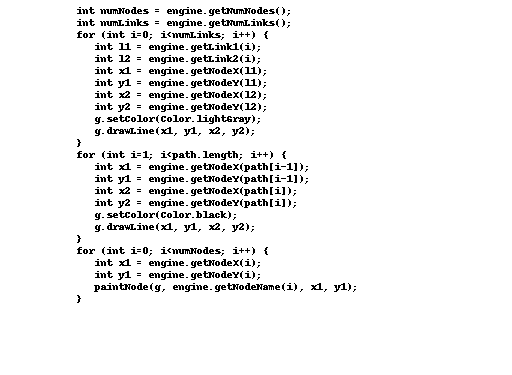 int numNodes = engine.getNumNodes();
int numLinks = engine.getNumLinks();
for (int i=0; i<numLinks; i++) {
int l1 = engine.getLink1(i);
int l2 = engine.getLink2(i);
int x1 = engine.getNodeX(l1);
int y1 = engine.getNodeY(l1);
int x2 = engine.getNodeX(l2);
int y2 = engine.getNodeY(l2);
g.setColor(Color.lightGray);
g.drawLine(x1, y1, x2, y2);
}
for (int i=1; i<path.length; i++) {
int x1 = engine.getNodeX(path[i-1]);
int y1 = engine.getNodeY(path[i-1]);
int x2 = engine.getNodeX(path[i]);
int y2 = engine.getNodeY(path[i]);
g.setColor(Color.black);
g.drawLine(x1, y1, x2, y2);
}
for (int i=0; i<numNodes; i++) {
int x1 = engine.getNodeX(i);
int y1 = engine.getNodeY(i);
paintNode(g, engine.getNodeName(i), x1, y1);
}